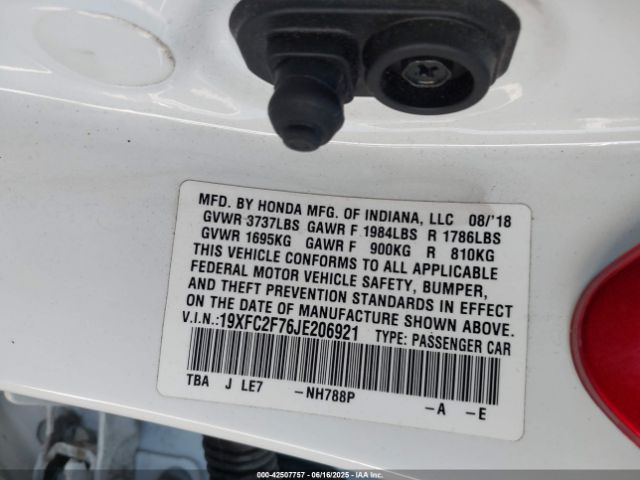 MFD. BY HONDA MFG. OF INDIANA, LLC 08/'18
GVWR 3737LBS GAWR F 1984LBS R 1786LBS
GVWR 1695KG GAWR F 900KG R 810KG
THIS VEHICLE CONFORMS TO ALL APPLICABLE
FEDERAL MOTOR VEHICLE SAFETY, BUMPER,
AND THEFT PREVENTION STANDARDS IN EFFECT
ON THE DATE OF MANUFACTURE SHOWN ABOVE.
V.I.N.:19XFC2F76JE206921 TYPE: PASSENGER CAR
TBA J LE7 -NH788P -A -E
© IAA - 42507757 - 06/16/2025 - IAAI.COM